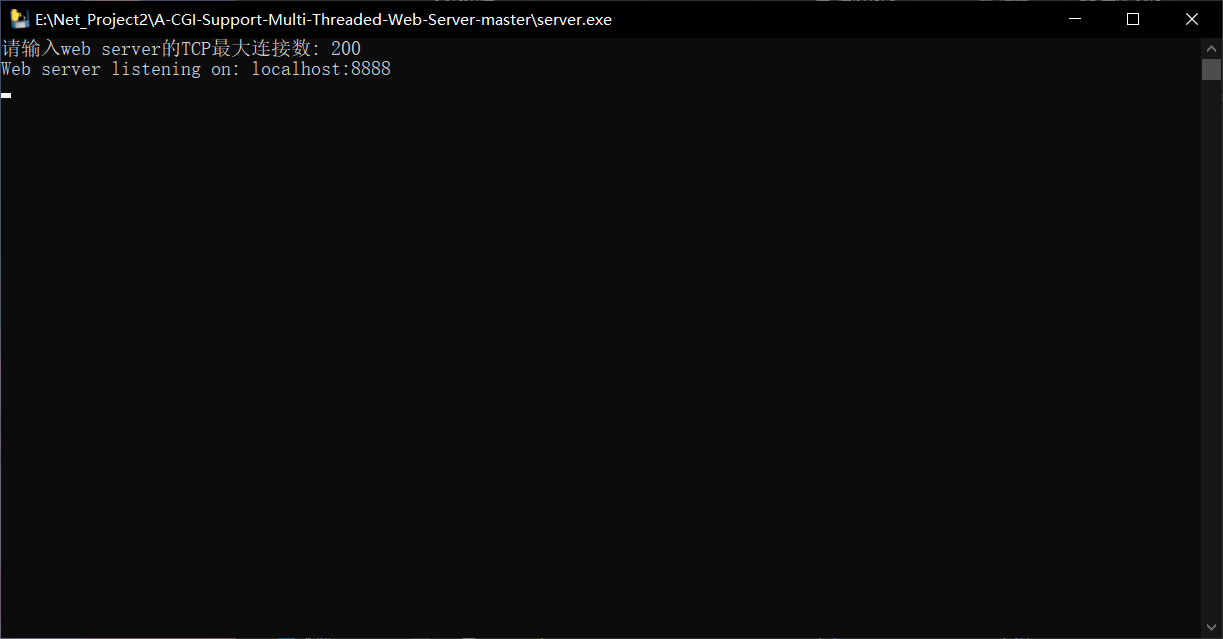 E:\Net_Project2\A-CGI-Support-Multi-Threaded-Web-Server-master\server.exe
请输入web server的TCP最大连接数: 200
Web server listening on: localhost:8888